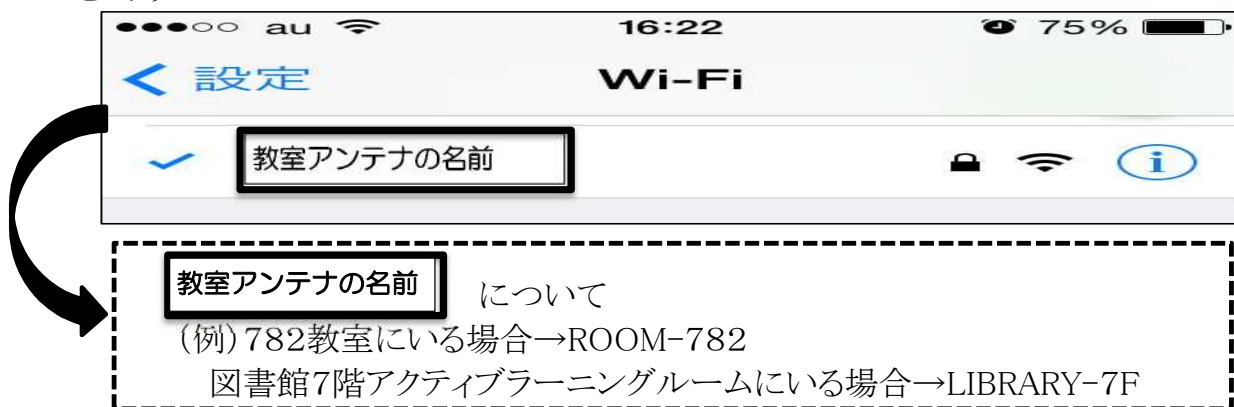 au 16:22 75%
設定 Wi-Fi
教室アンテナの名前
教室アンテナの名前 について
(例)782教室にいる場合→ROOM-782
図書館7階アクティブラーニングルームにいる場合→LIBRARY-7F